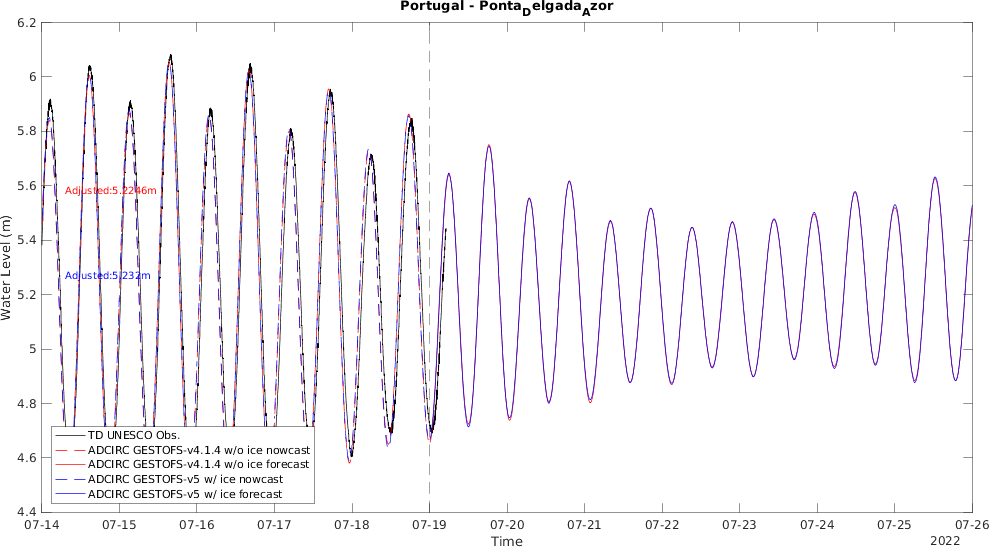 Portugal - PontaDelgadaAzor
6.2
6
5.8
5.6
5.4
5.2
5
4.8
4.6
4.4
Water Level (m)
Adjusted:5.2246m
Adjusted:5.232m
TD UNESCO Obs.
ADCIRC GESTOFS-v4.1.4 w/o ice nowcast
ADCIRC GESTOFS-v4.1.4 w/o ice forecast
ADCIRC GESTOFS-v5 w/ ice nowcast
ADCIRC GESTOFS-v5 w/ ice forecast
07-14 07-15 07-16 07-17 07-18 07-19 07-20 07-21 07-22 07-23 07-24 07-25 07-26
Time
2022